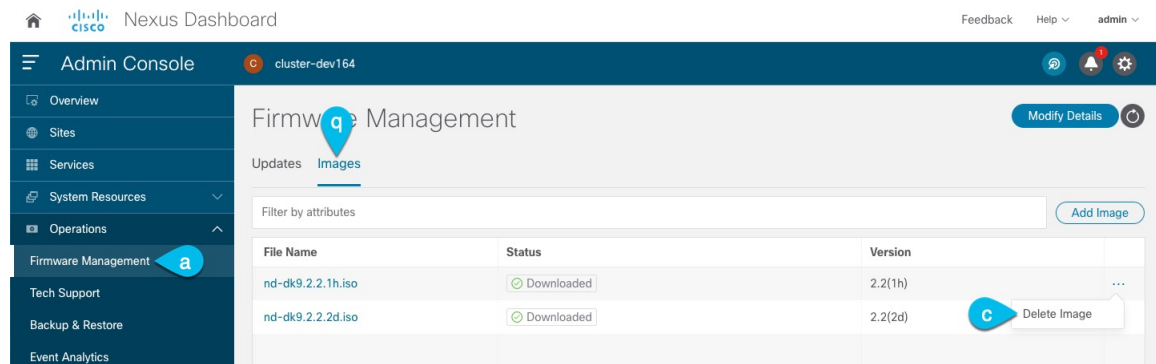 cisco Nexus Dashboard Feedback Help admin
Admin Console C cluster-dev164 1
Overview
Sites
Services
System Resources
Operations
Firmware Management a
Tech Support
Backup & Restore
Event Analytics
Firmw q e Management Modify Details
Updates Images
Filter by attributes Add Image
File Name Status Version
nd-dk9.2.2.1h.iso Downloaded 2.2(1h) ...
nd-dk9.2.2.2d.iso Downloaded 2.2(2d) c Delete Image